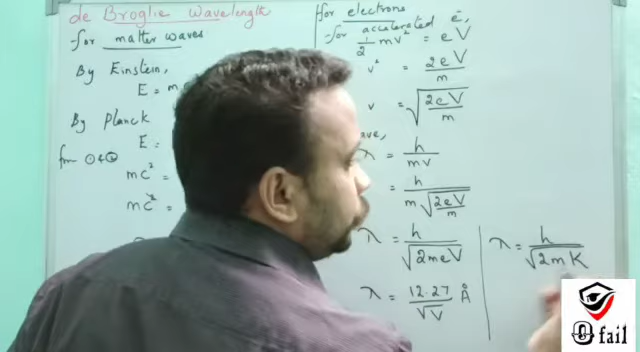 de Broglie Wavelength
for matter waves
By Einstein,
E = m
By Planck
E =
from ① & ②
mc² =
mc² =
for electrons
for accelerated e⁻,
½ mv² = eV
v² = 2eV/m
v = √(2eV/m)
λ = h/mv
= h/(m√(2eV/m))
λ = h/√(2meV)
λ = 12.27/√V Å
λ = h/√(2mK)
0 fail